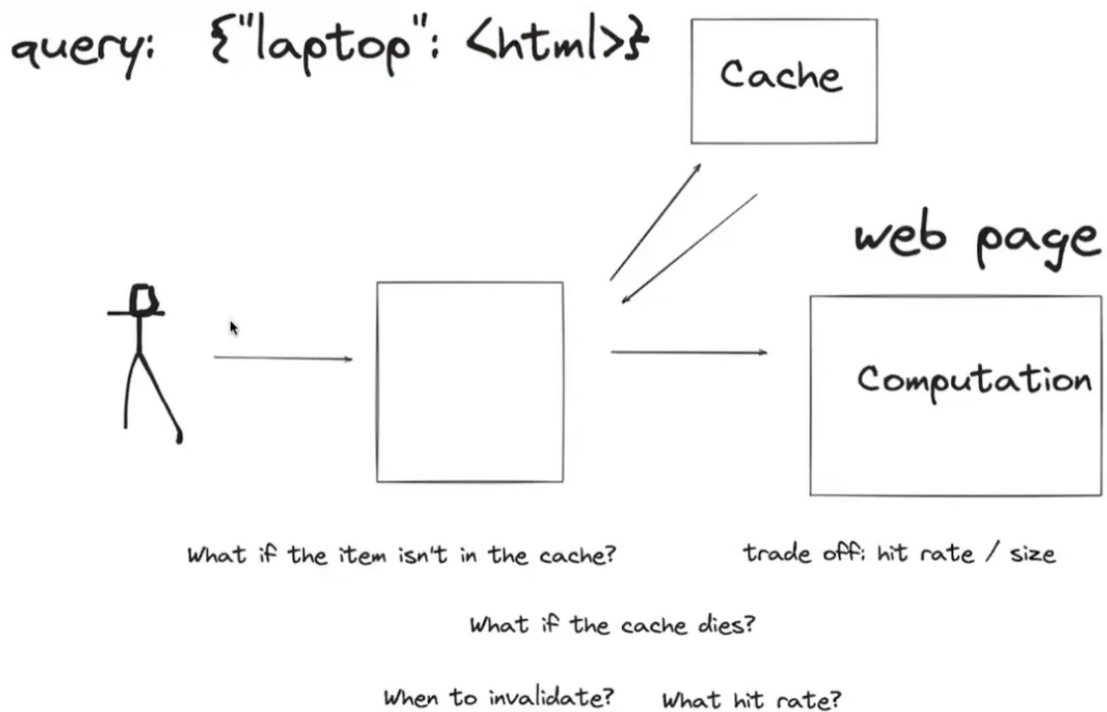 query: {"laptop": <html>}
Cache
web page
Computation
What if the item isn't in the cache?
trade off: hit rate / size
What if the cache dies?
When to invalidate?
What hit rate?